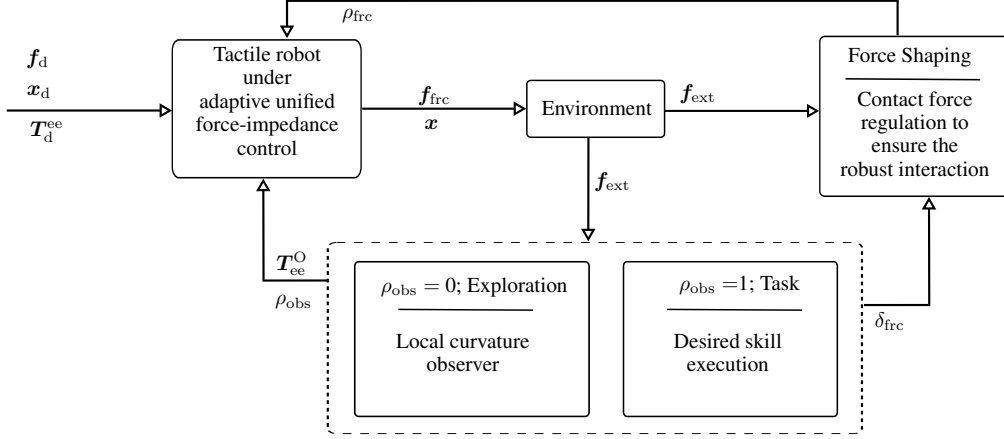 ρfrc
fd
xd
Tdee
Tactile robot
under
adaptive unified
force-impedance
control
ffrc
x
Environment
fext
Force Shaping
Contact force
regulation to
ensure the
robust interaction
fext
TeeO
ρobs
ρobs = 0; Exploration
Local curvature
observer
ρobs =1; Task
Desired skill
execution
δfrc